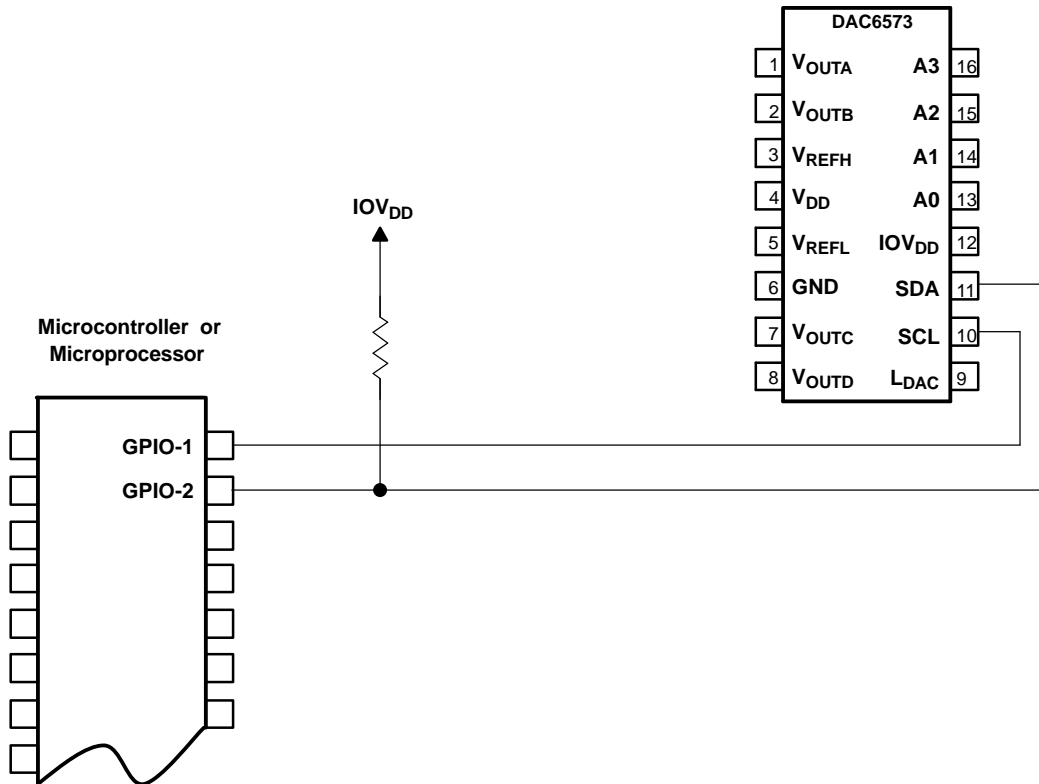 DAC6573
1 VOUTA A3 16
2 VOUTB A2 15
3 VREFH A1 14
4 VDD A0 13
5 VREFL IOVDD 12
6 GND SDA 11
7 VOUTC SCL 10
8 VOUTD LDAC 9
IOVDD
Microcontroller or
Microprocessor
GPIO-1
GPIO-2